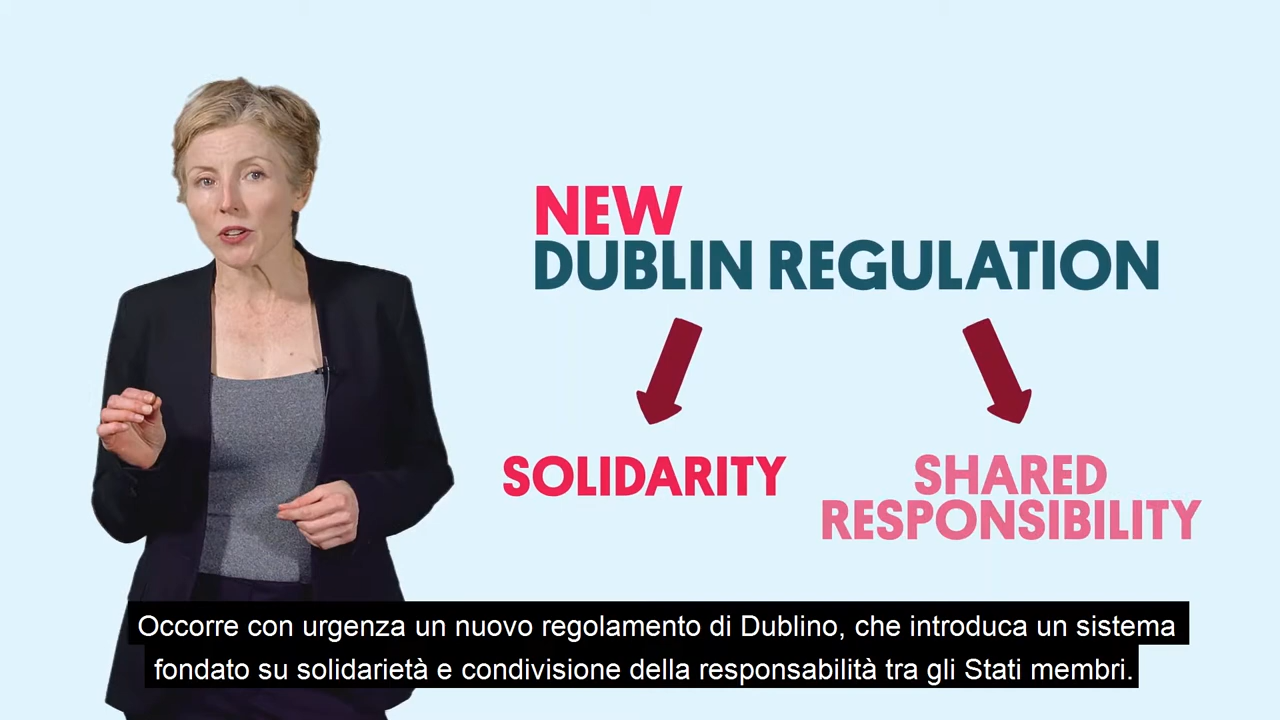 NEW
DUBLIN REGULATION
SOLIDARITY
SHARED
RESPONSIBILITY
Occorre con urgenza un nuovo regolamento di Dublino, che introduca un sistema
fondato su solidarietà e condivisione della responsabilità tra gli Stati membri.